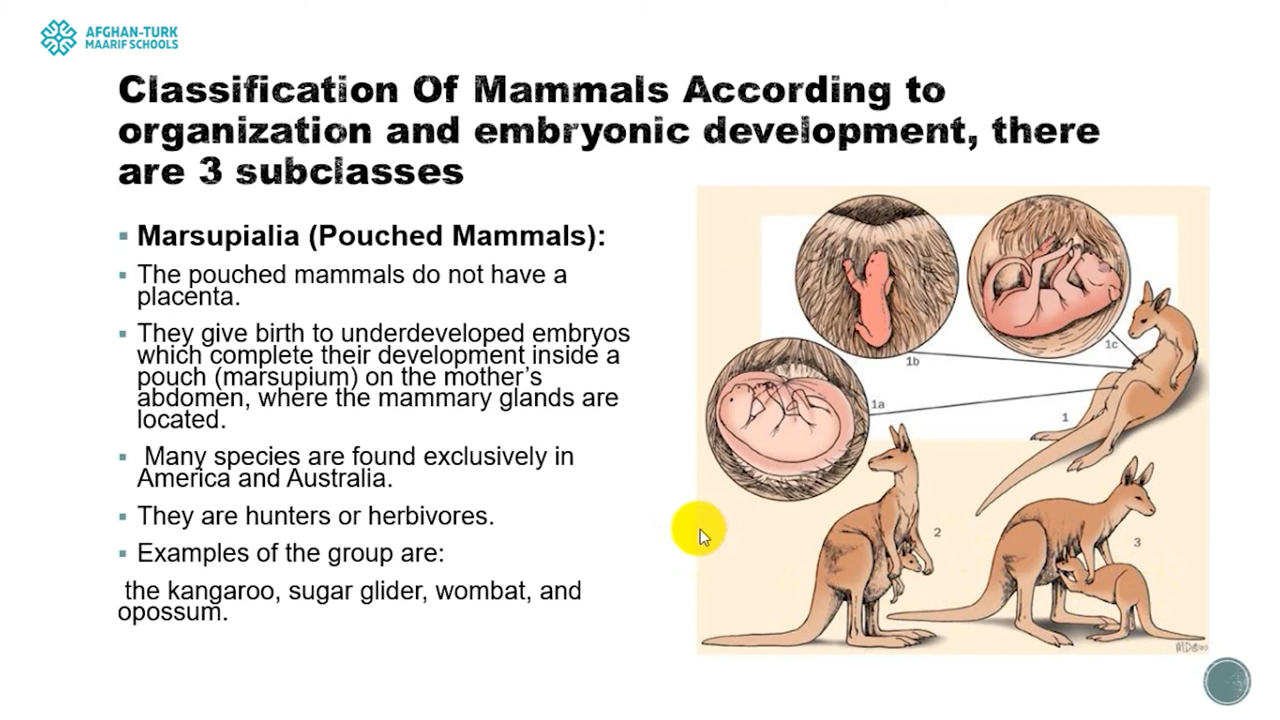 AFGHAN-TURK
MAARIF SCHOOLS
Classification Of Mammals According to
organization and embryonic development, there
are 3 subclasses
Marsupialia (Pouched Mammals):
The pouched mammals do not have a
placenta.
They give birth to underdeveloped embryos
which complete their development inside a
pouch (marsupium) on the mother's
abdomen, where the mammary glands are
located.
Many species are found exclusively in
America and Australia.
They are hunters or herbivores.
Examples of the group are:
the kangaroo, sugar glider, wombat, and
opossum.
1b
1c
1a
1
2
3